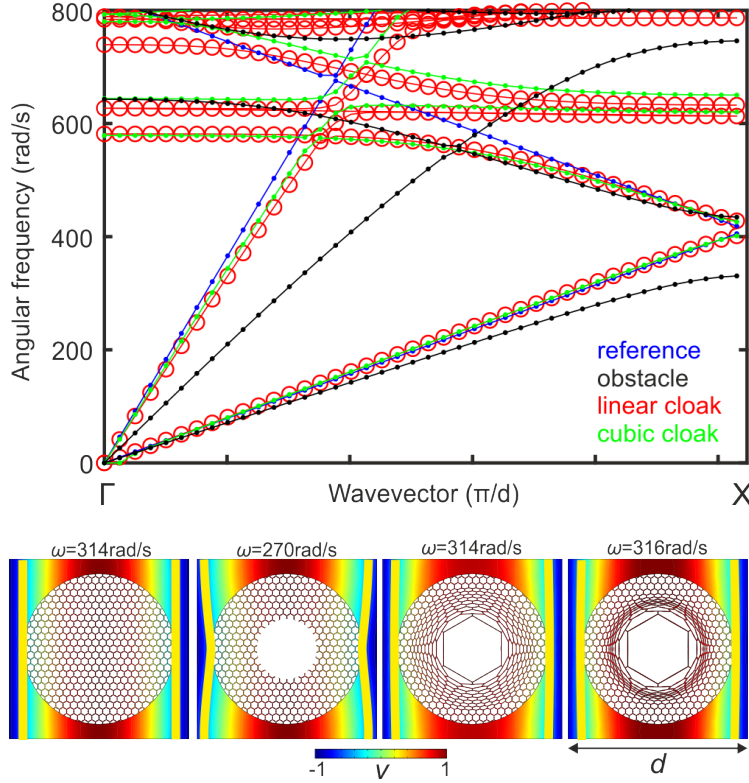 800
600
400
200
0
Angular frequency (rad/s)
reference
obstacle
linear cloak
cubic cloak
Γ
Wavevector (π/d)
X
ω=314rad/s
ω=270rad/s
ω=314rad/s
ω=316rad/s
-1
v
1
d